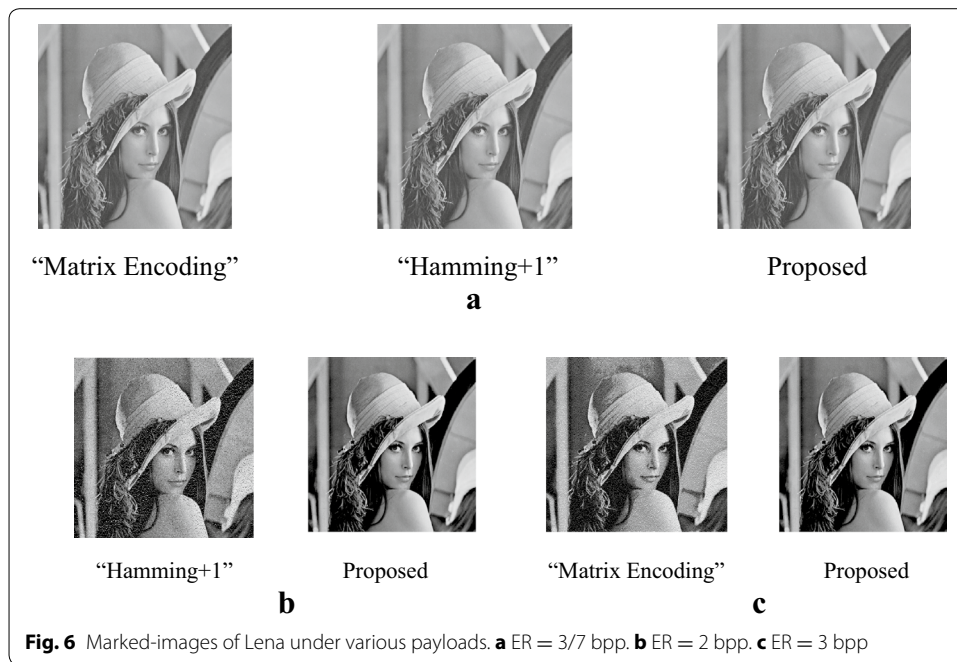 “Matrix Encoding” “Hamming+1” Proposed
a
“Hamming+1” Proposed “Matrix Encoding” Proposed
b c
Fig. 6 Marked-images of Lena under various payloads. a ER = 3/7 bpp. b ER = 2 bpp. c ER = 3 bpp